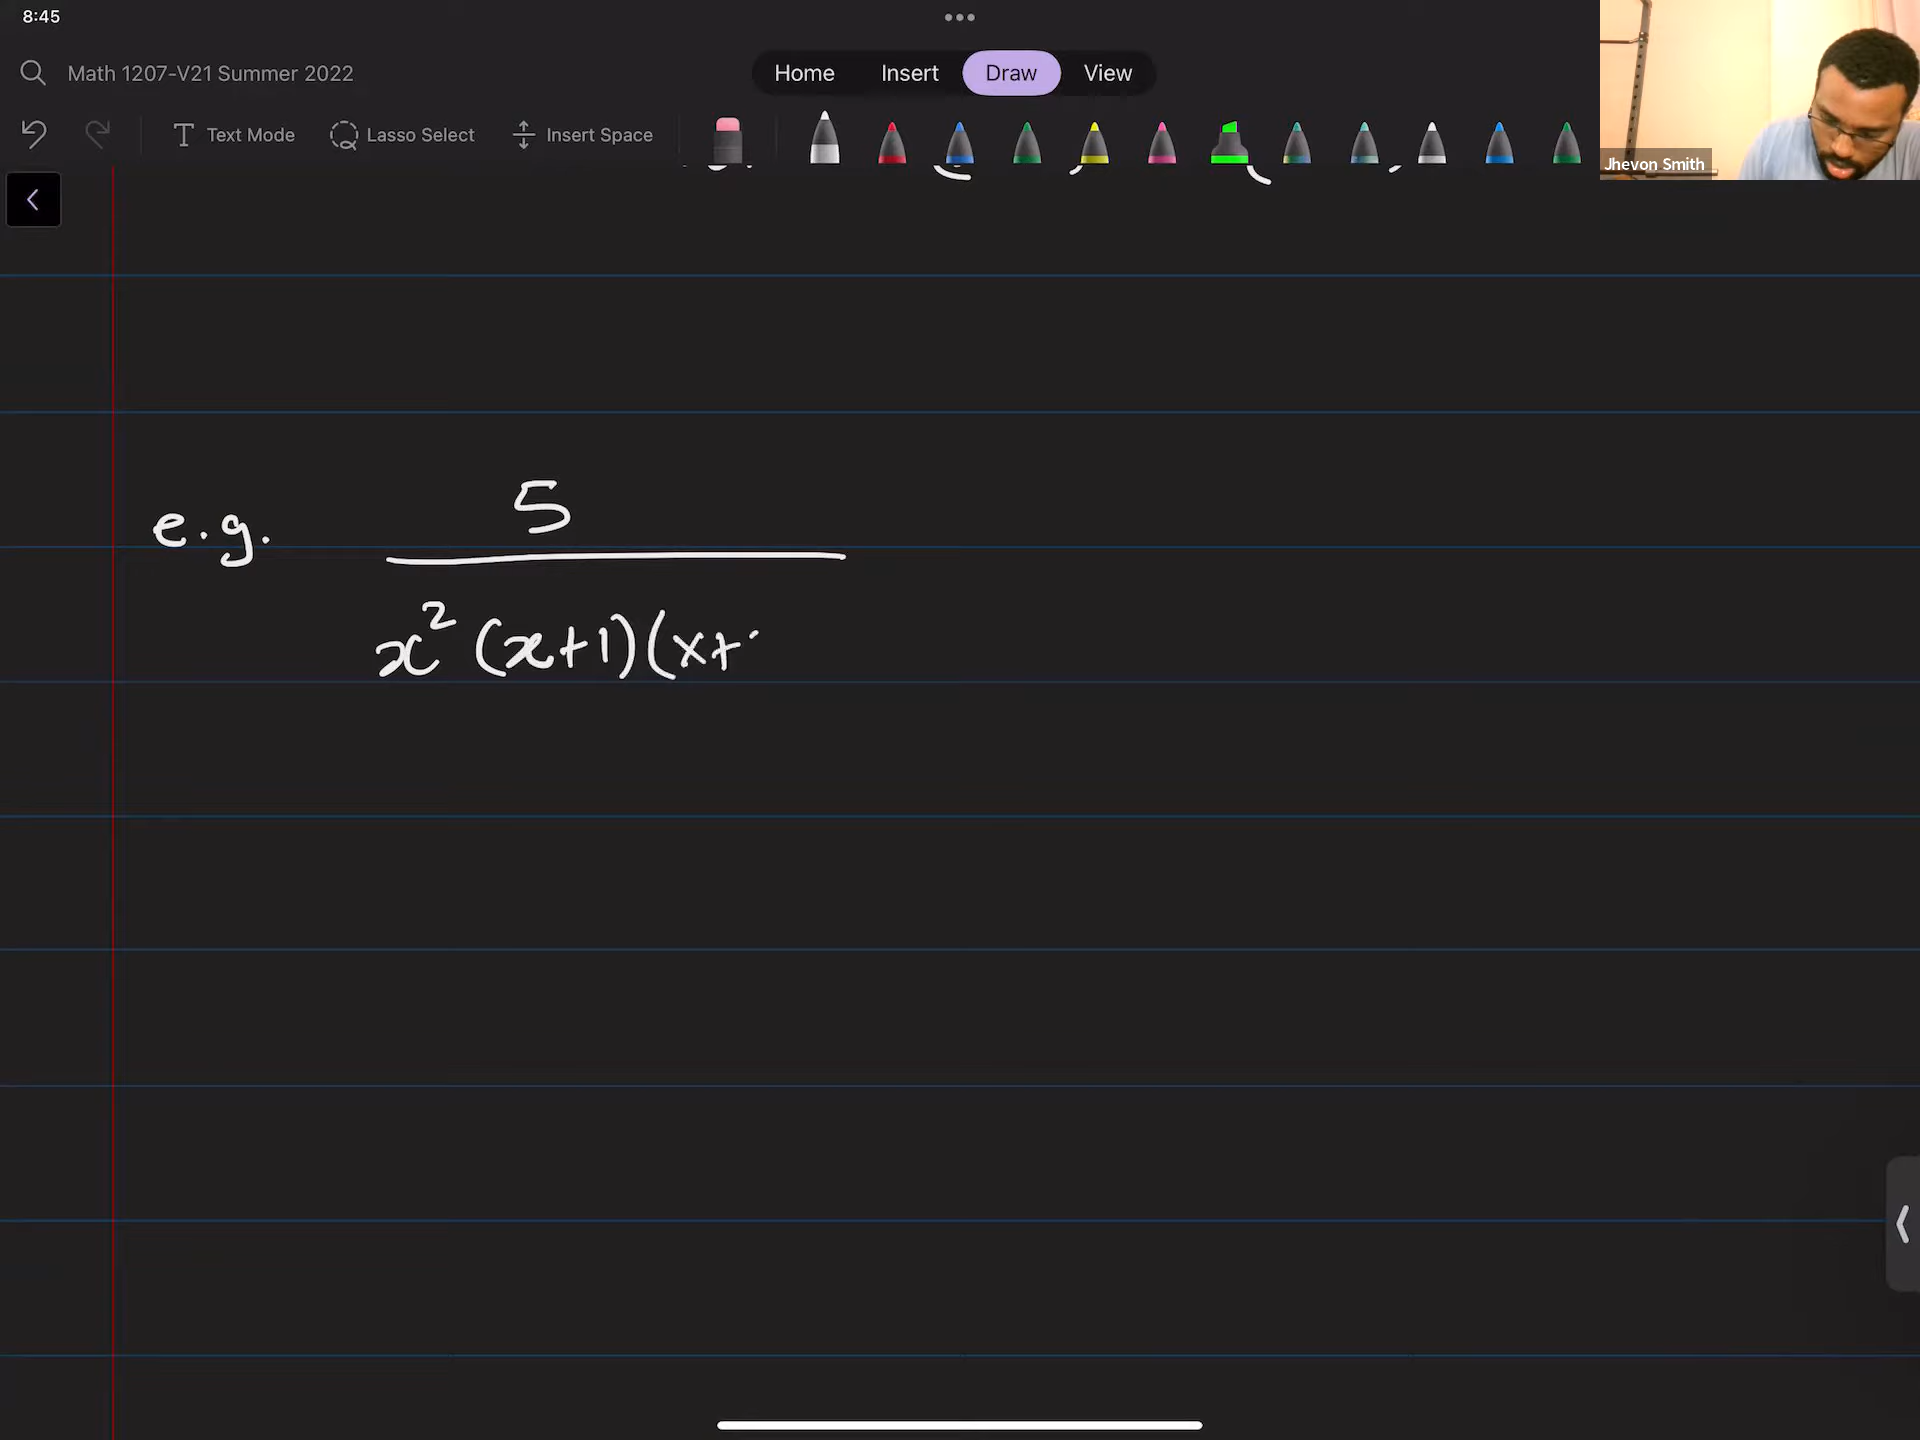 8:45
Math 1207-V21 Summer 2022
Home Insert Draw View
Text Mode Lasso Select Insert Space
Jhevon Smith
e.g. 5
x² (x+1)(x+